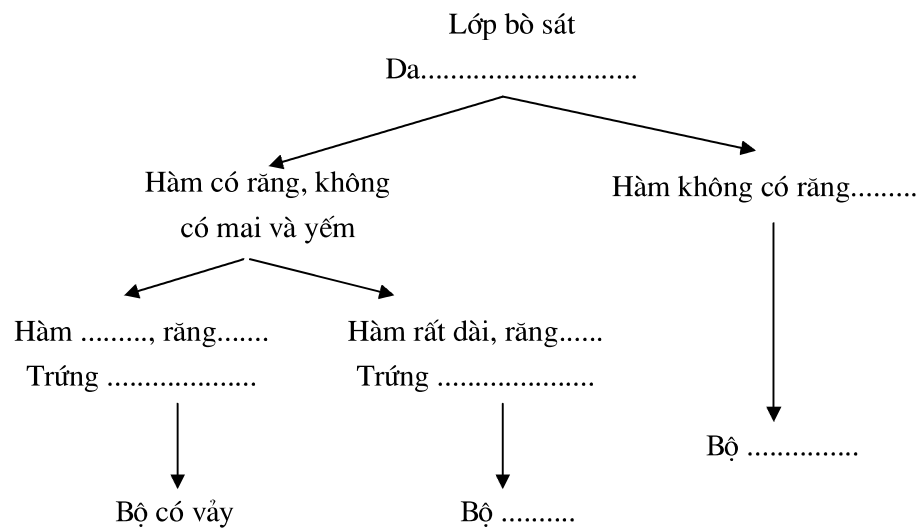 Lớp bò sát
Da.............................
Hàm có răng, không
có mai và yếm
Hàm không có răng.........
Hàm ........., răng.......
Trứng ....................
Hàm rất dài, răng......
Trứng .....................
Bộ ...............
Bộ có vảy
Bộ ..........